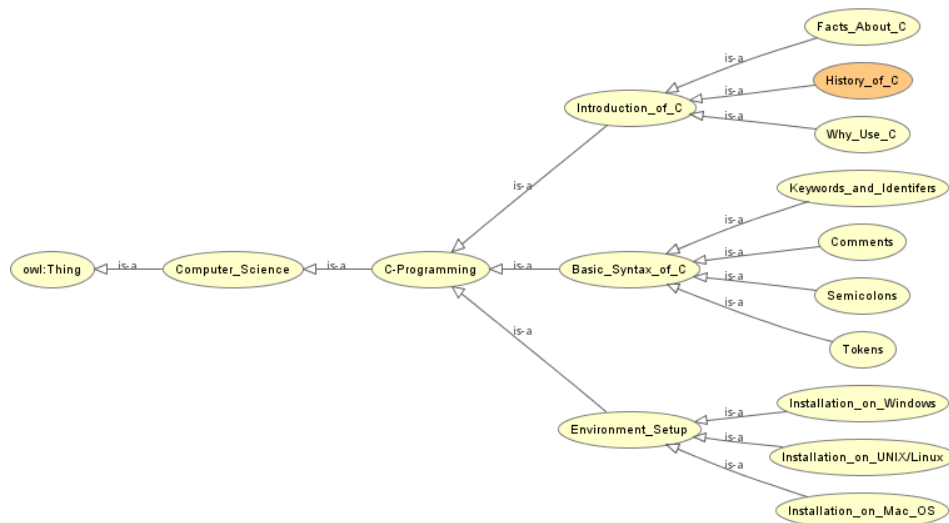 Facts_About_C
is-a
History_of_C
is-a
Introduction_of_C
is-a
Why_Use_C
is-a
Keywords_and_Identifers
is-a
Comments
is-a
owl:Thing
is-a
Computer_Science
is-a
C-Programming
is-a
Basic_Syntax_of_C
is-a
Semicolons
is-a
Tokens
is-a
Installation_on_Windows
is-a
Environment_Setup
is-a
Installation_on_UNIX/Linux
is-a
Installation_on_Mac_OS